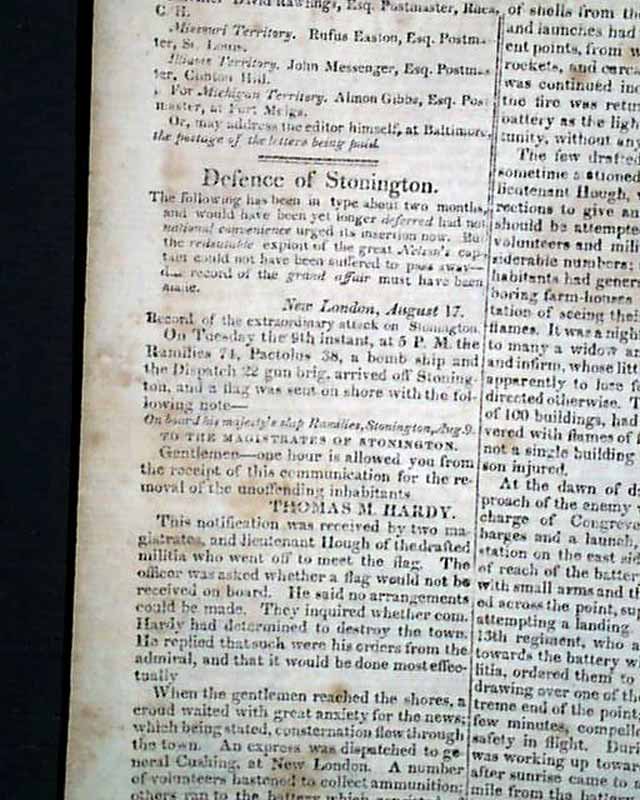 David Rawlings, Esq. Postmaster,
C. H.
Missouri Territory. Rufus Easton, Esq. Postmas-
ter, St. Louis.
Illinois Territory. John Messenger, Esq. Postmas-
ter, Clinton Hill.
For Michigan Territory. Almon Gibbs, Esq. Post
master, at Fort Meigs.
Or, may address the editor himself, at Baltimore,
the postage of the letters being paid.
Defence of Stonington.
The following has been in type about two months,
and would have been yet longer deferred had not
national convenience urged its insertion now. But
the redoutable exploit of the great Nelson's cap-
tain could not have been suffered to pass away—
record of the grand affair must have been
made.
New London, August 17.
Record of the extraordinary attack on Stonington.
On Tuesday the 9th instant, at 5 P. M. the
Ramilies 74, Pactolus 38, a bomb ship and
the Dispatch 22 gun brig, arrived off Stoning-
ton, and a flag was sent on shore with the fol-
lowing note—
On board his majesty's ship Ramilies, Stonington, Aug. 9.
TO THE MAGISTRATES OF STONINGTON.
Gentlemen—one hour is allowed you from
the receipt of this communication for the re-
moval of the unoffending inhabitants
THOMAS M. HARDY.
This notification was received by two ma-
gistrates, and lieutenant Hough of the drafted
militia who went off to meet the flag. The
officer was asked whether a flag would not be
received on board. He said no arrangements
could be made. They inquired whether com.
Hardy had determined to destroy the town.
He replied that such were his orders from the
admiral, and that it would be done most effec-
tually
When the gentlemen reached the shores, a
croud waited with great anxiety for the news;
which being stated, consternation flew through
the town. An express was dispatched to ge-
neral Cushing, at New London. A number
of volunteers hastened to collect ammunition;
others ran to the battery which
of shells from th
and launches had
ent points, from w
rockets, and carca
was continued inc
the fire was retur
battery as the ligh
tunity, without any
The few drafted
sometime stationed
lieutenant Hough, w
rections to give an
should be attempted
volunteers and mili
siderable numbers;
habitants had gener
boring farm-houses
tation of seeing their
flames. It was a night
to many a widow an
and infirm, whose litt
apparently to lose fo
directed otherwise. T
of 100 buildings, had
vered with flames of f
not a single building
son injured.
At the dawn of d
proach of the enemy
charge of Congreve
barges and a launch,
station on the east sid
of reach of the batter
with small arms and th
ed across the point, sup
attempting a landing
13th regiment, who a
towards the battery w
litia, ordered them to
drawing over one of th
treme end of the point
few minutes, compelle
safety in flight. Duri
was working up towar
after sunrise came to
mile from the